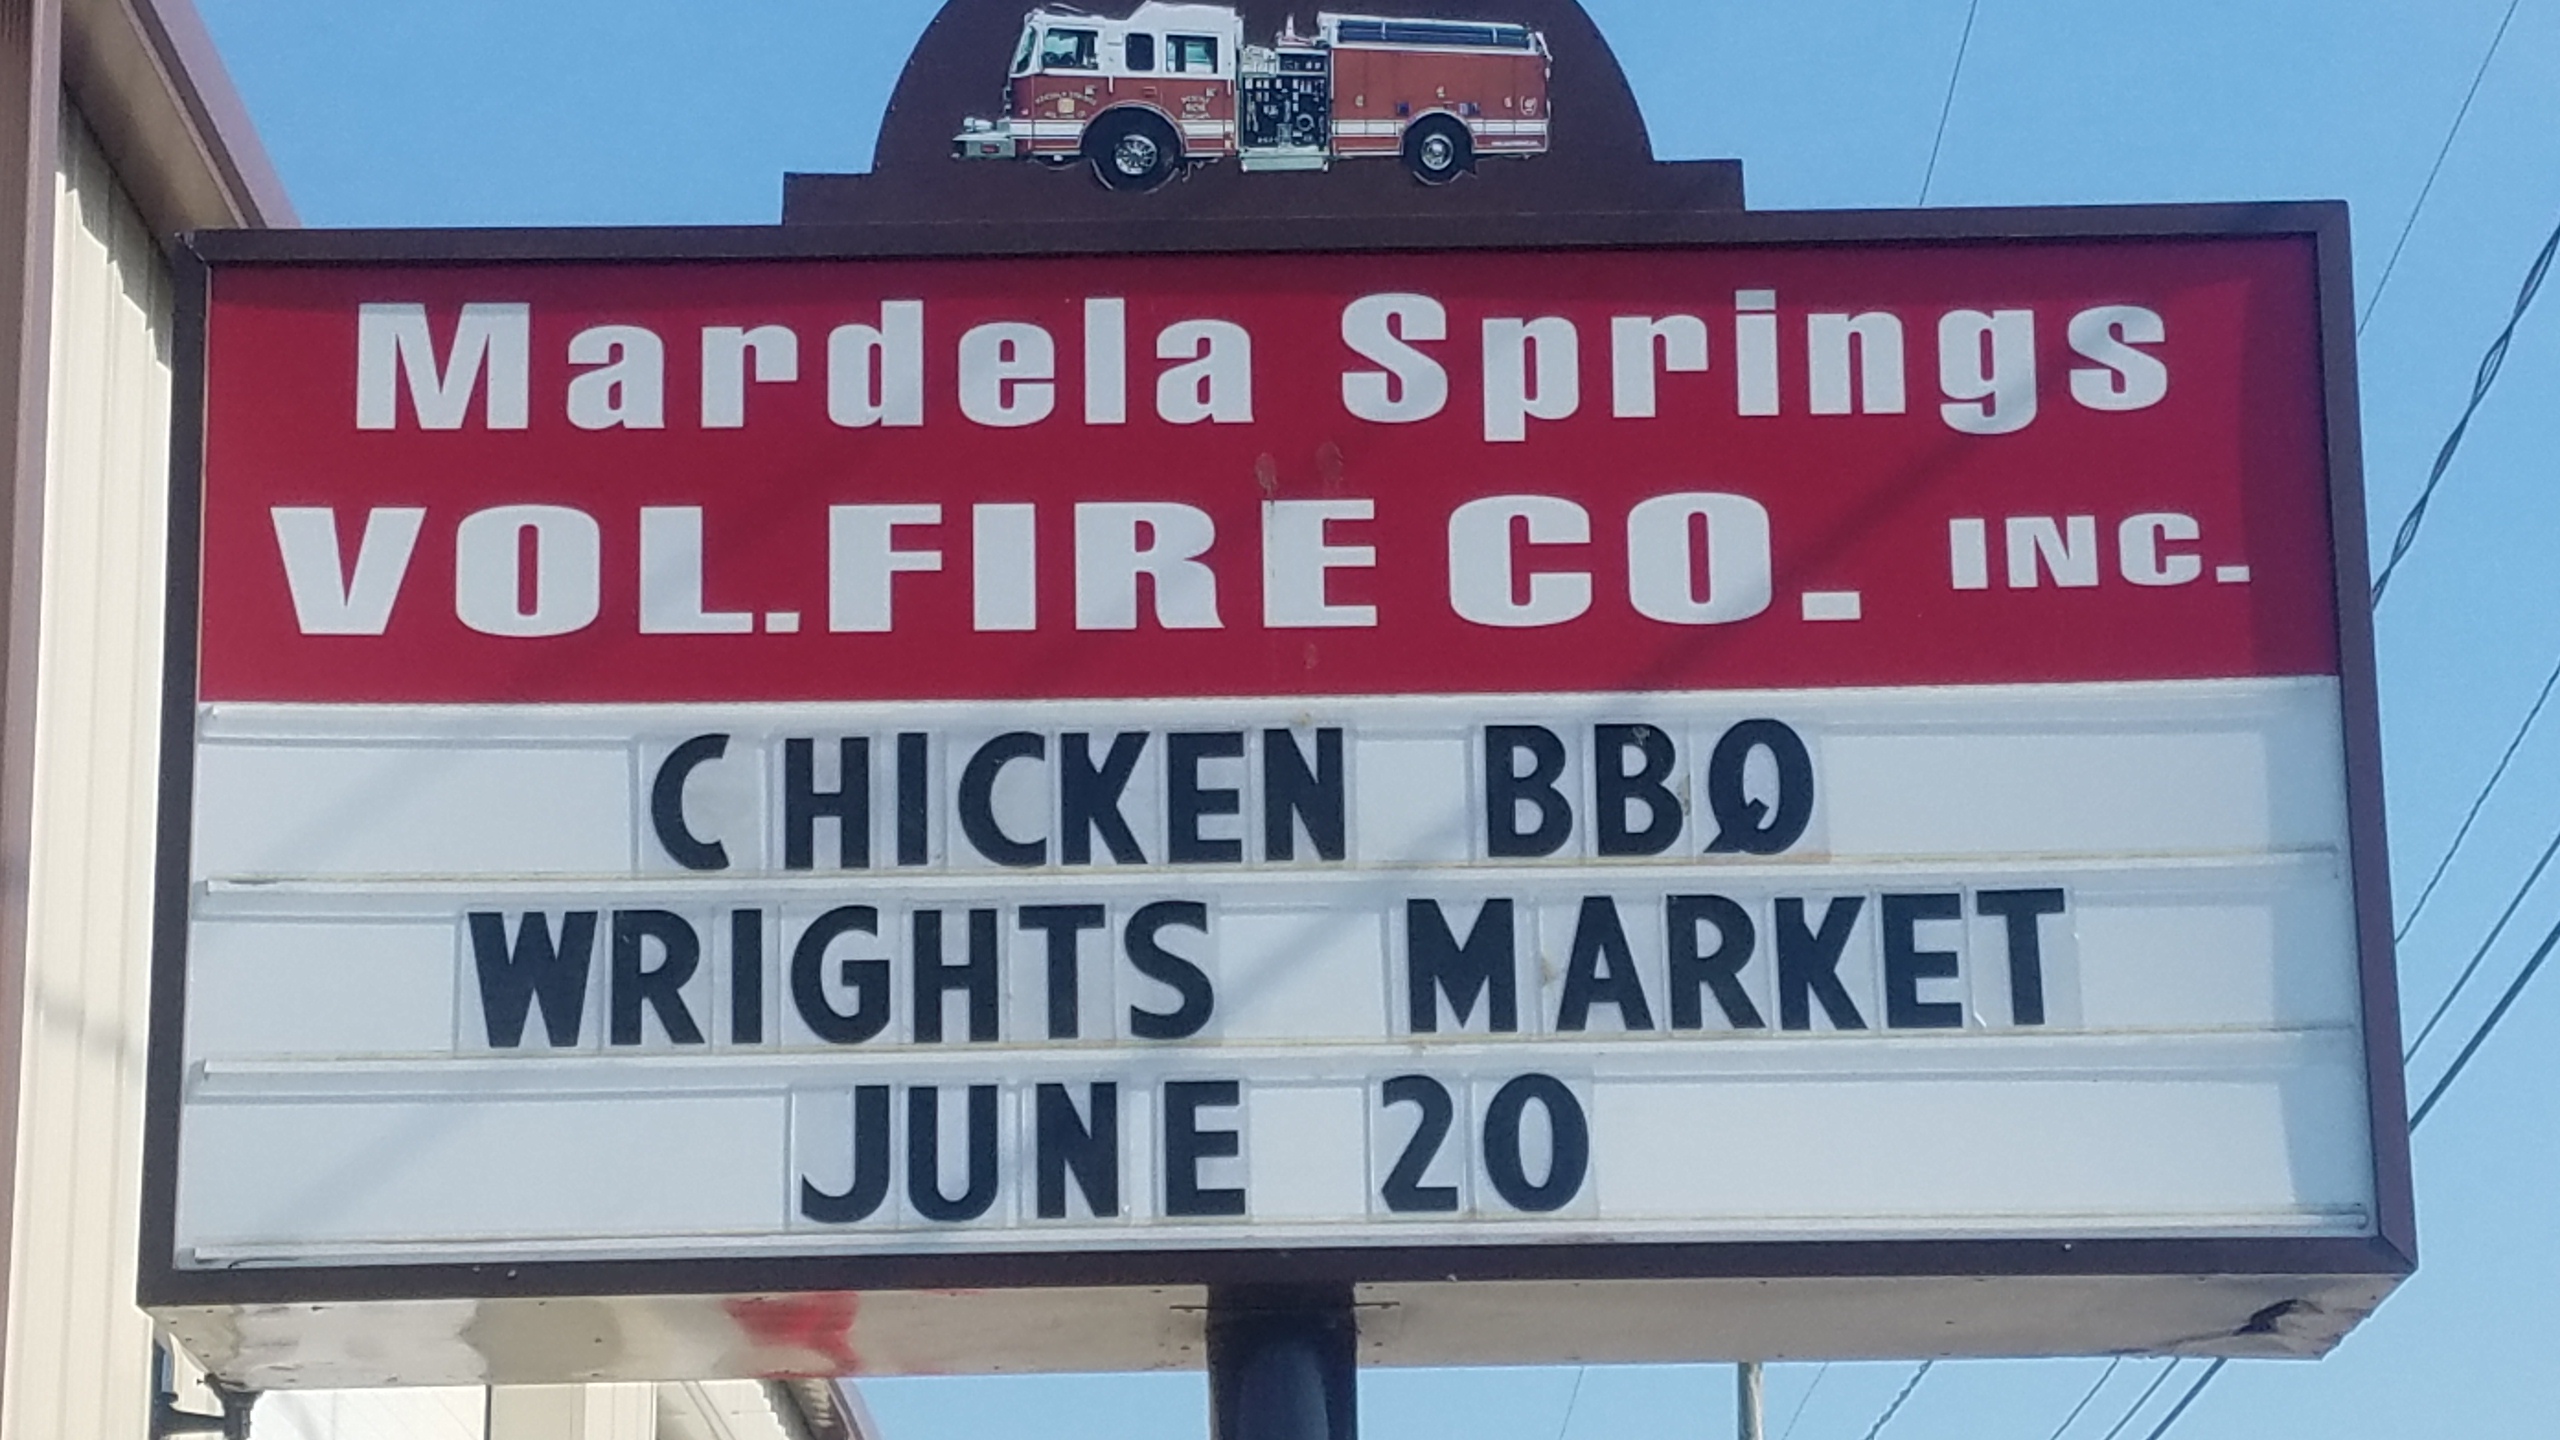 Mardela Springs
VOL. FIRE CO. INC.
CHICKEN BBQ
WRIGHTS MARKET
JUNE 20